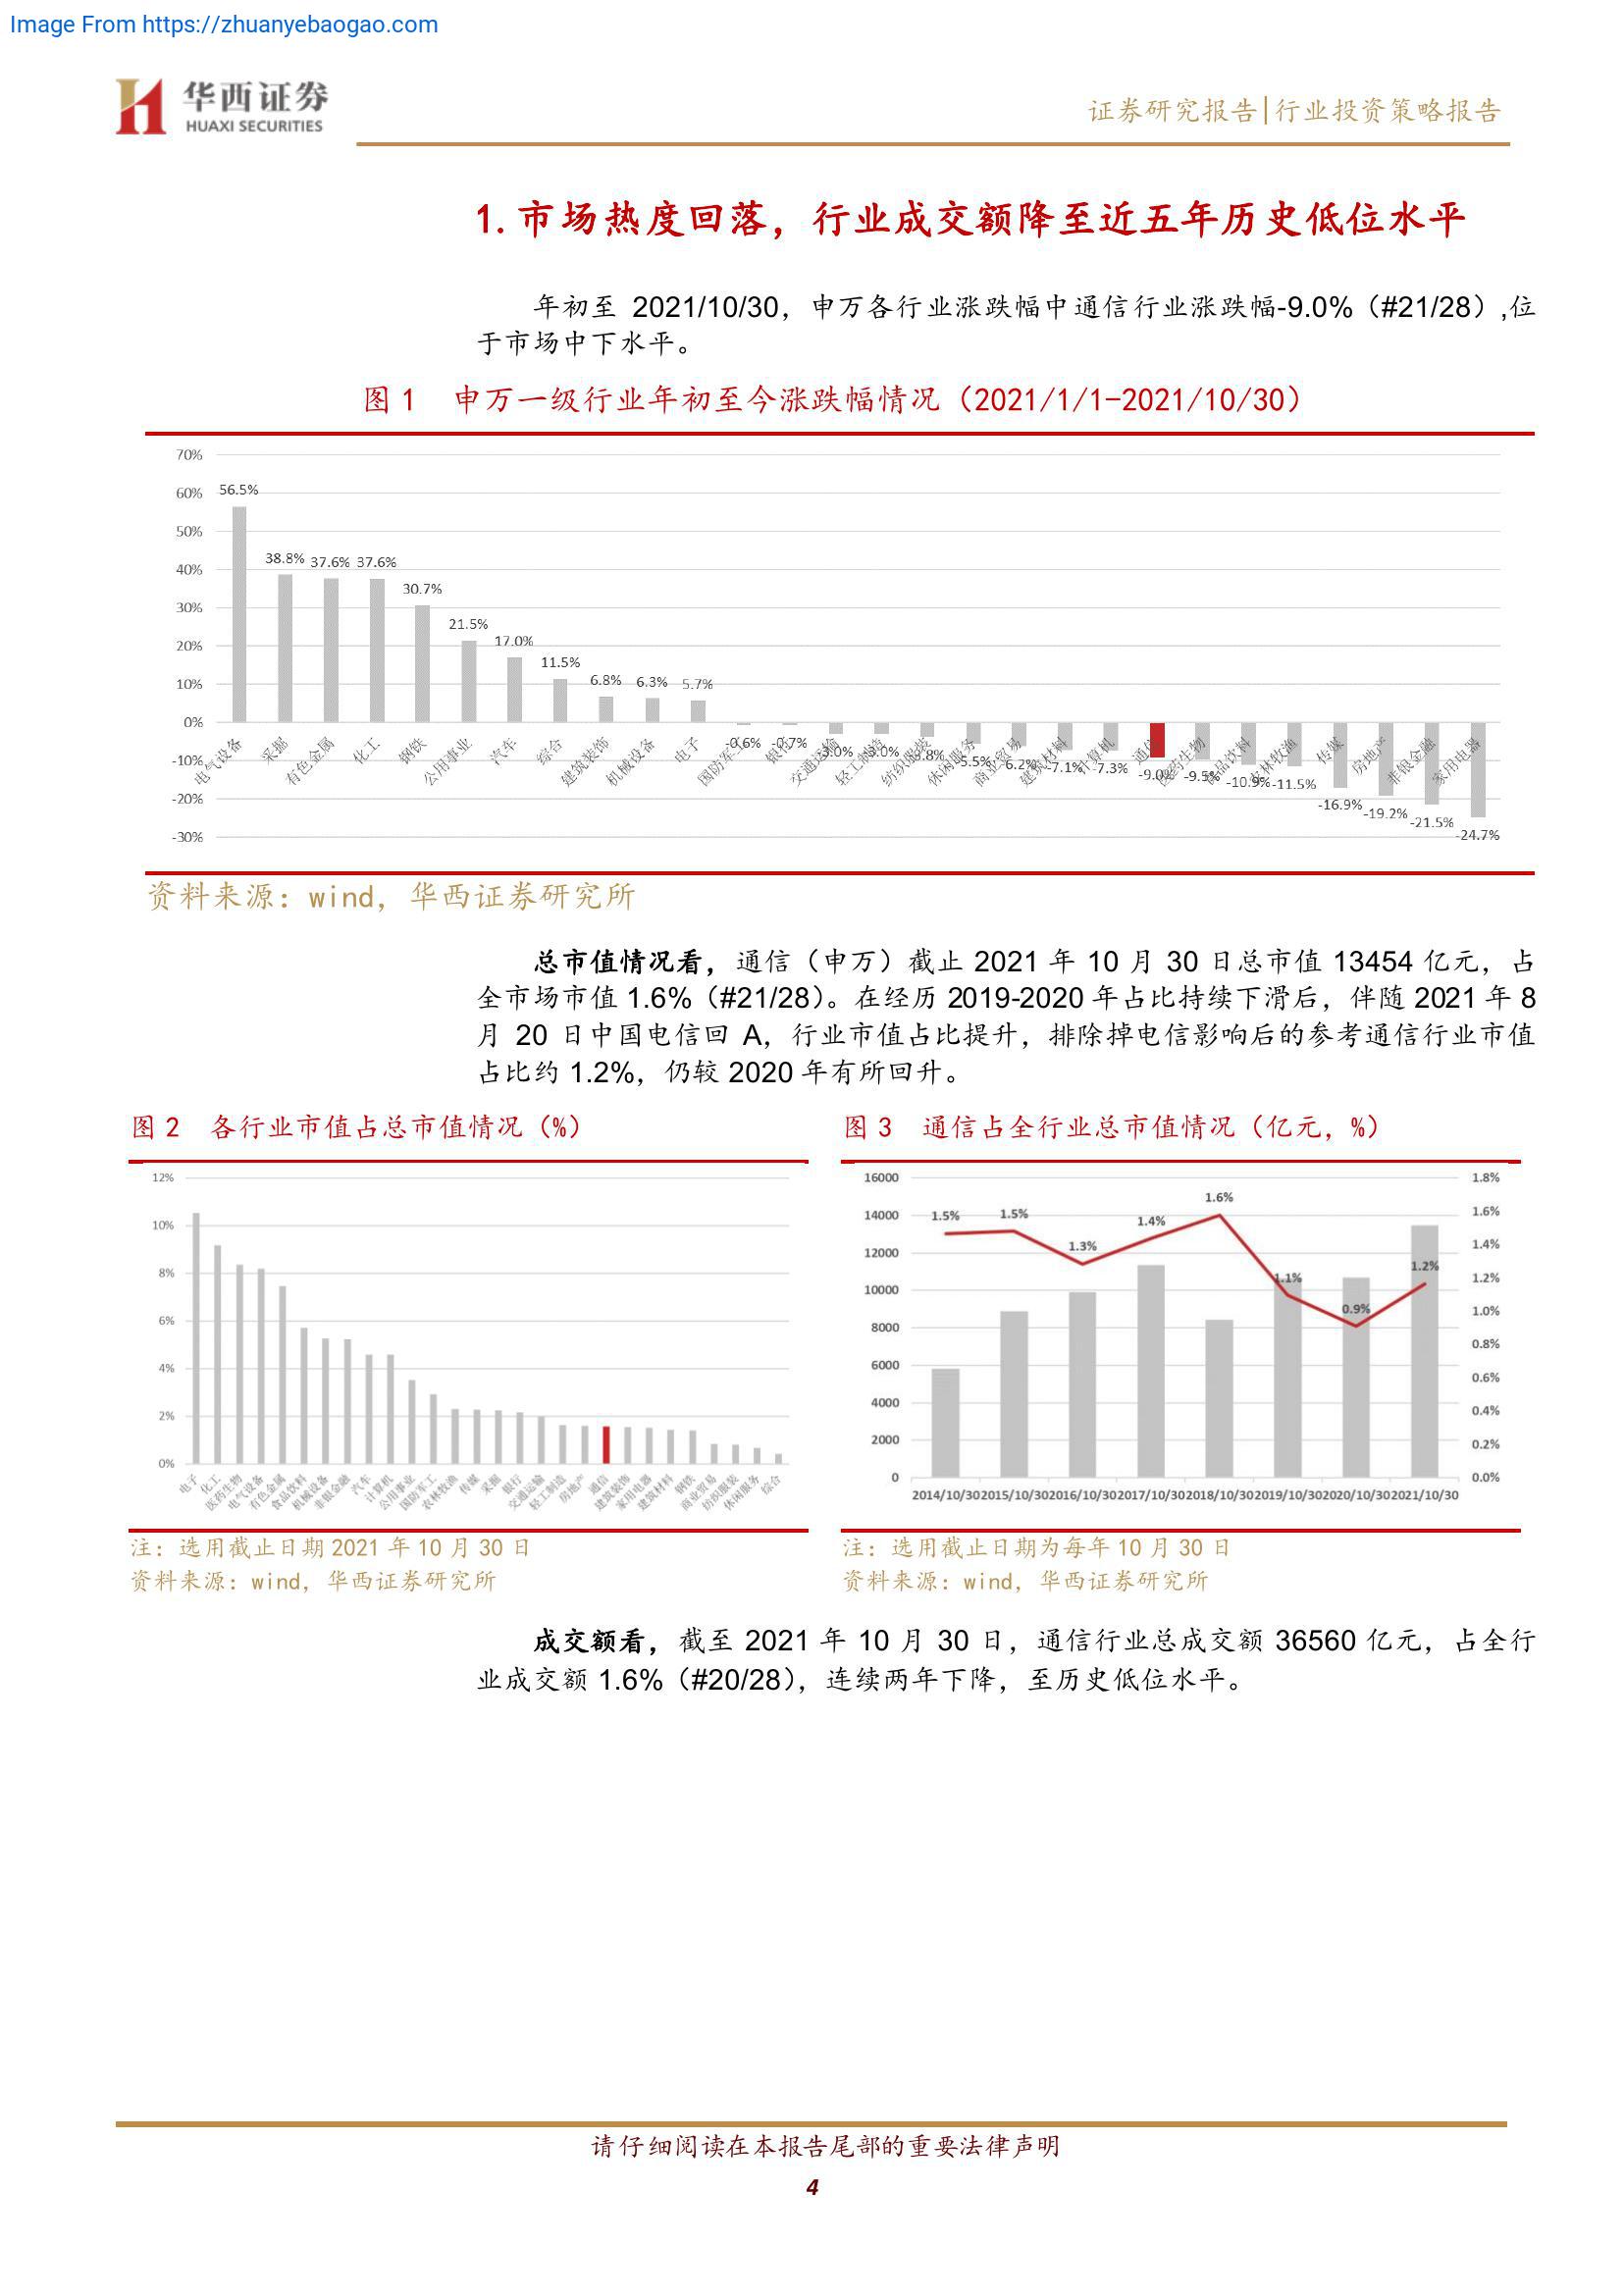 Image From https://zhuanyebaogao.com
华西证券
HUAXI SECURITIES
证券研究报告|行业投资策略报告
1. 市场热度回落，行业成交额降至近五年历史低位水平
年初至 2021/10/30，申万各行业涨跌幅中通信行业涨跌幅-9.0%（#21/28）,位
于市场中下水平。
图 1 申万一级行业年初至今涨跌幅情况（2021/1/1-2021/10/30）
70%
60%
50%
40%
30%
20%
10%
0%
-10%
-20%
-30%
56.5% 38.8% 37.6% 37.6% 30.7% 21.5% 17.0% 11.5% 6.8% 6.3% 5.7% -0.6% -0.7% -3.0% -3.0% -3.8% -5.5% -6.2% -7.1% -7.3% -9.0% -9.5% -10.9% -11.5% -16.9% -19.2% -21.5% -24.7%
电气设备 采掘 有色金属 化工 钢铁 公用事业 汽车 综合 建筑装饰 机械设备 电子 国防军工 银行 交通运输 轻工制造 纺织服装 休闲服务 商业贸易 建筑材料 计算机 通信 医药生物 食品饮料 农林牧渔 传媒 房地产 非银金融 家用电器
资料来源：wind，华西证券研究所
总市值情况看，通信（申万）截止 2021 年 10 月 30 日总市值 13454 亿元，占
全市场市值 1.6%（#21/28）。在经历 2019-2020 年占比持续下滑后，伴随 2021 年 8
月 20 日中国电信回 A，行业市值占比提升，排除掉电信影响后的参考通信行业市值
占比约 1.2%，仍较 2020 年有所回升。
图 2 各行业市值占总市值情况（%）
12%
10%
8%
6%
4%
2%
0%
电子 化工 医药生物 电气设备 有色金属 食品饮料 机械设备 非银金融 汽车 计算机 公用事业 国防军工 农林牧渔 传媒 采掘 银行 交通运输 轻工制造 房地产 通信 建筑装饰 家用电器 建筑材料 钢铁 商业贸易 纺织服装 休闲服务 综合
注：选用截止日期 2021 年 10 月 30 日
资料来源：wind，华西证券研究所
图 3 通信占全行业总市值情况（亿元，%）
16000
14000
12000
10000
8000
6000
4000
2000
0
1.5% 1.5% 1.3% 1.4% 1.6% 1.1% 0.9% 1.2%
1.8%
1.6%
1.4%
1.2%
1.0%
0.8%
0.6%
0.4%
0.2%
0.0%
2014/10/30 2015/10/30 2016/10/30 2017/10/30 2018/10/30 2019/10/30 2020/10/30 2021/10/30
注：选用截止日期为每年 10 月 30 日
资料来源：wind，华西证券研究所
成交额看，截至 2021 年 10 月 30 日，通信行业总成交额 36560 亿元，占全行
业成交额 1.6%（#20/28），连续两年下降，至历史低位水平。
请仔细阅读在本报告尾部的重要法律声明
4